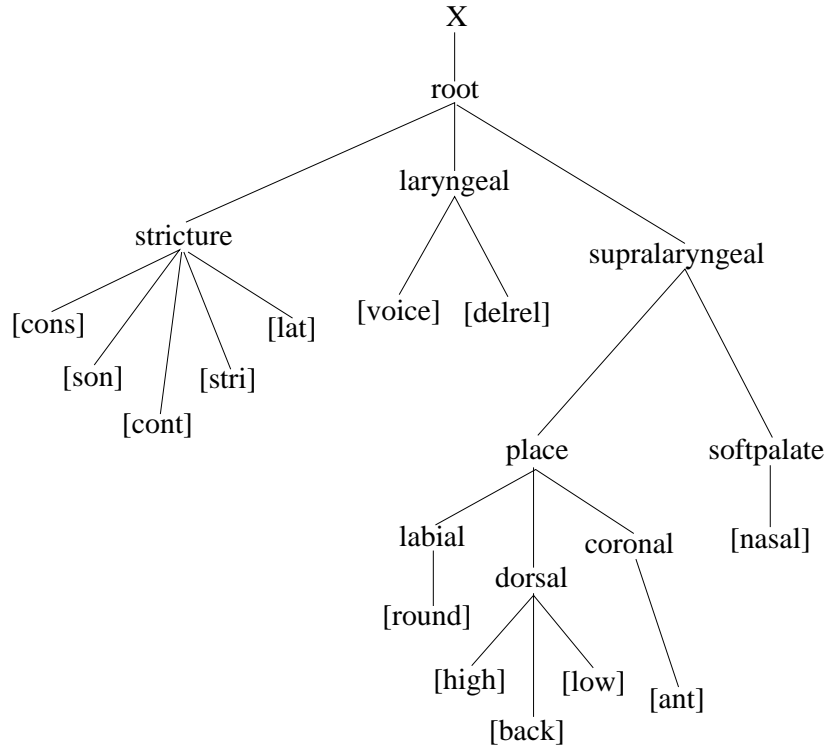 X
root
laryngeal
stricture
supralaryngeal
[voice] [delrel]
[cons] [lat]
[son] [stri]
[cont]
place softpalate
labial coronal [nasal]
dorsal
[round]
[high] [low] [ant]
[back]